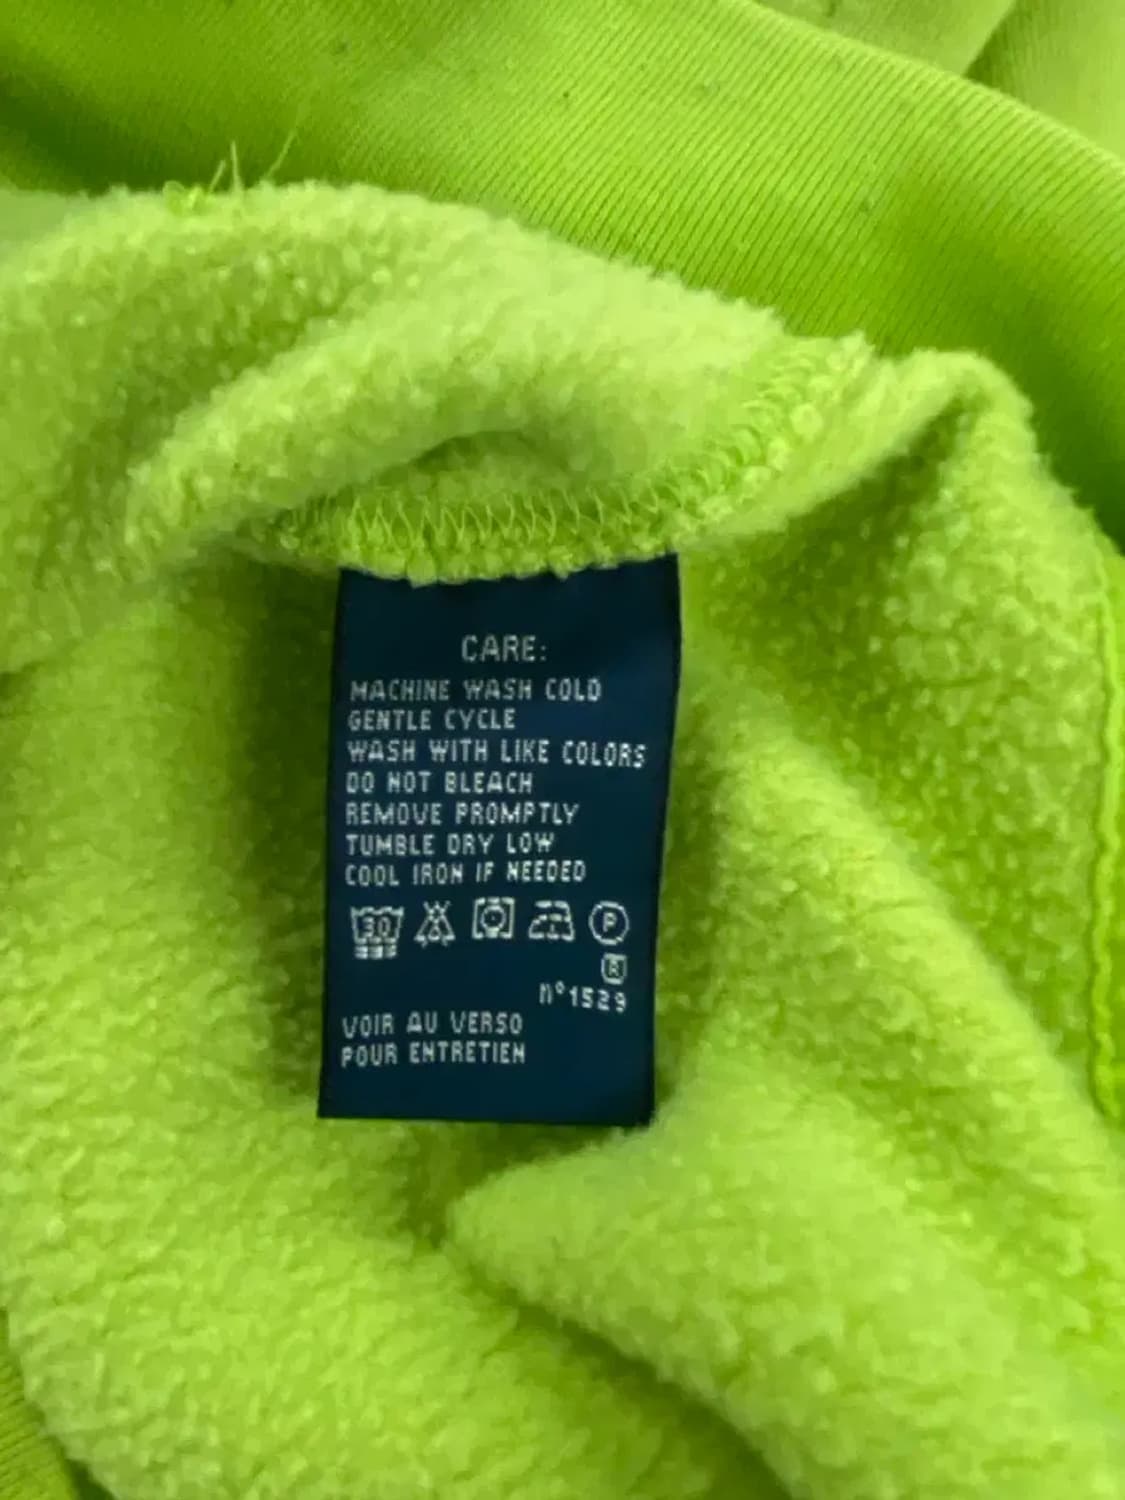 CARE:
MACHINE WASH COLD
GENTLE CYCLE
WASH WITH LIKE COLORS
DO NOT BLEACH
REMOVE PROMPTLY
TUMBLE DRY LOW
COOL IRON IF NEEDED
30 P
R
n°1529
VOIR AU VERSO
POUR ENTRETIEN